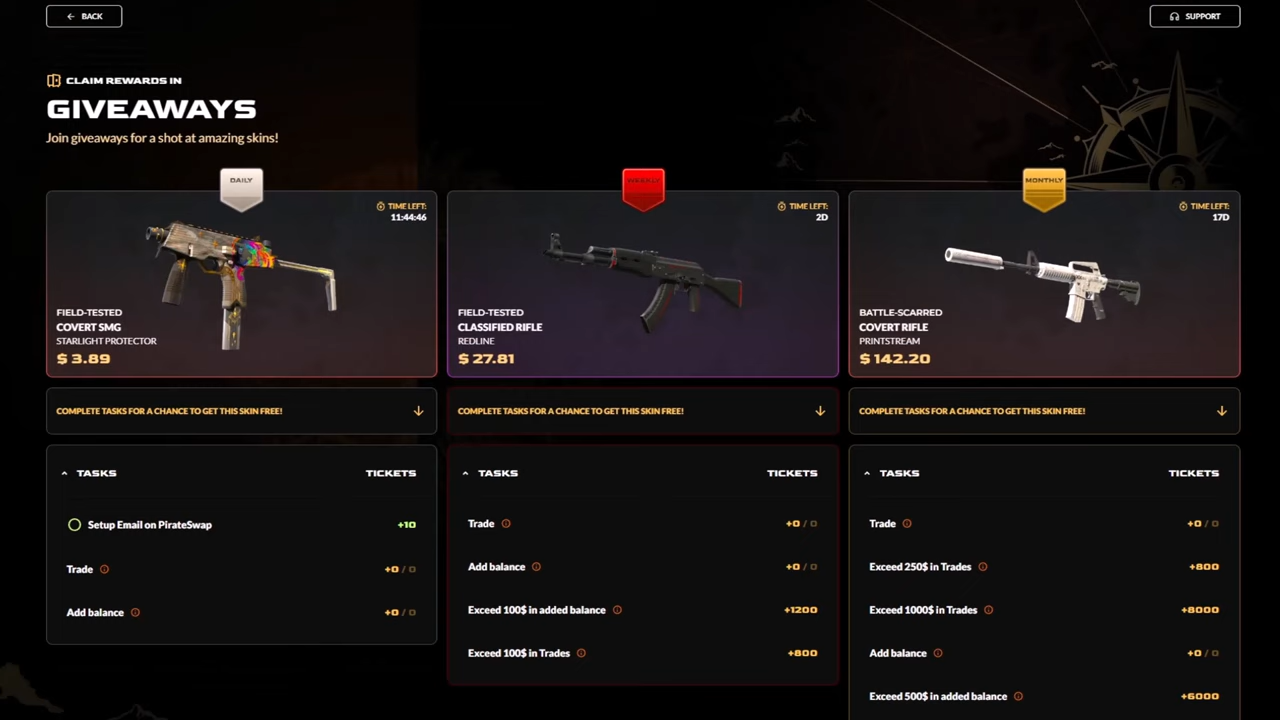 BACK
SUPPORT
CLAIM REWARDS IN
GIVEAWAYS
Join giveaways for a shot at amazing skins!
DAILY
TIME LEFT:
11:44:46
FIELD-TESTED
COVERT SMG
STARLIGHT PROTECTOR
$ 3.89
WEEKLY
TIME LEFT:
2D
FIELD-TESTED
CLASSIFIED RIFLE
REDLINE
$ 27.81
MONTHLY
TIME LEFT:
17D
BATTLE-SCARRED
COVERT RIFLE
PRINTSTREAM
$ 142.20
COMPLETE TASKS FOR A CHANCE TO GET THIS SKIN FREE!
COMPLETE TASKS FOR A CHANCE TO GET THIS SKIN FREE!
COMPLETE TASKS FOR A CHANCE TO GET THIS SKIN FREE!
TASKS TICKETS
Setup Email on PirateSwap +10
Trade +0 / 0
Add balance +0 / 0
TASKS TICKETS
Trade +0 / 0
Add balance +0 / 0
Exceed 100$ in added balance +1200
Exceed 100$ in Trades +800
TASKS TICKETS
Trade +0 / 0
Exceed 250$ in Trades +800
Exceed 1000$ in Trades +8000
Add balance +0 / 0
Exceed 500$ in added balance +6000